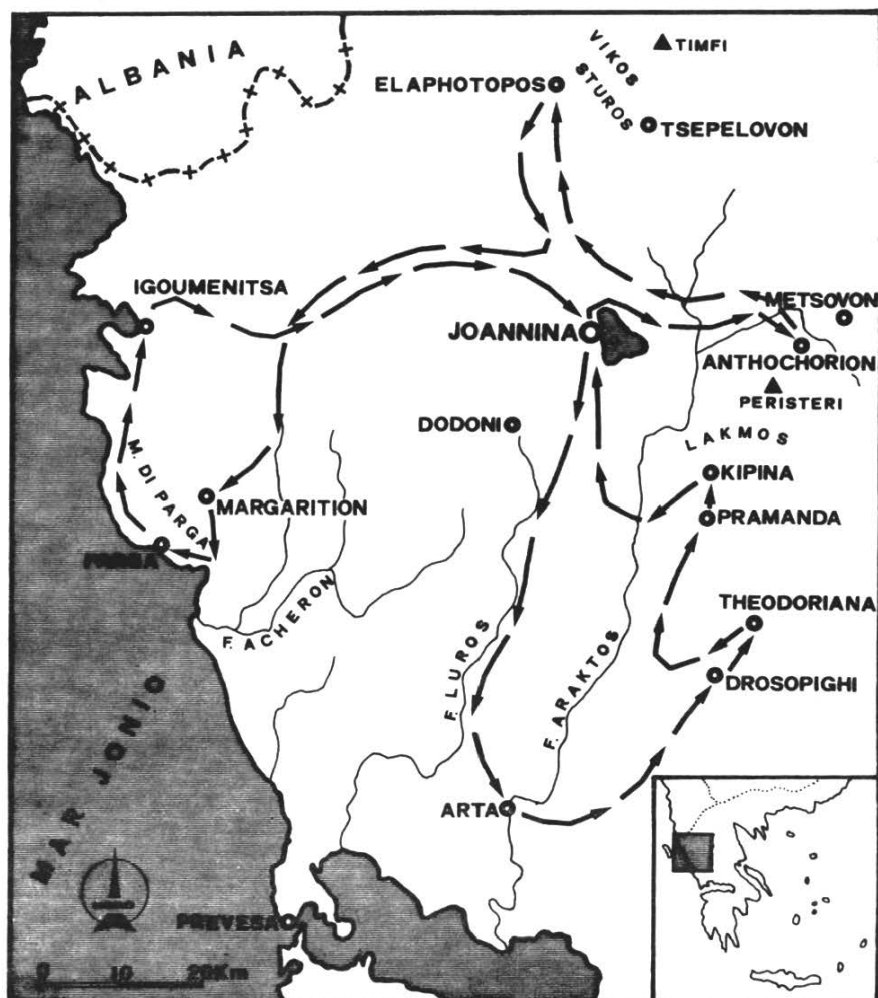 ALBANIA
TIMFI
VIKOS
STUROS
ELAPHOTOPOS
TSEPELOVON
IGOUMENITSA
METSOVON
JOANNINA
ANTHOCHORION
PERISTERI
DODONI
LAKMOS
KIPINA
M. DI PARGA
MARGARITION
PRAMANDA
PARGA
THEODORIANA
F. ACHERON
F. LUROS
F. ARAKTOS
DROSOPIGHI
MAR JONIO
ARTA
PREVESA
0 10 20Km